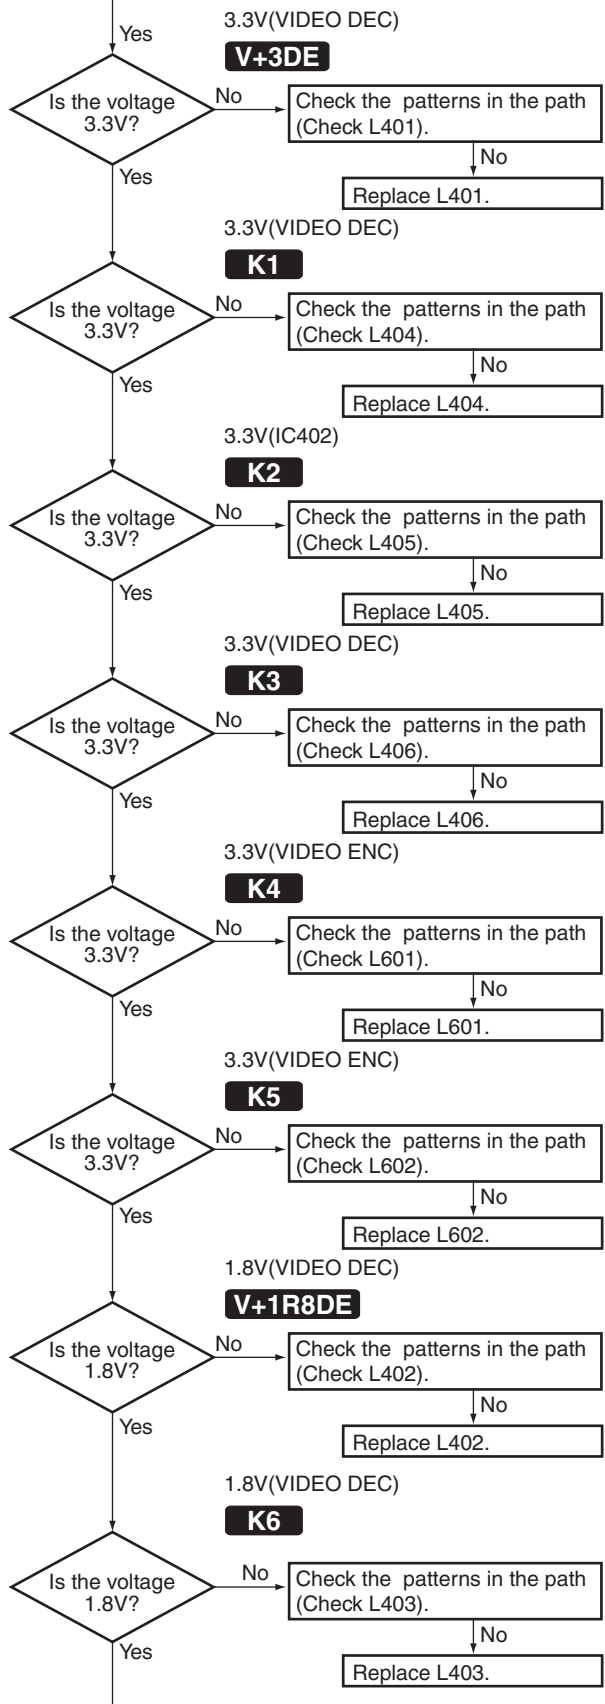 3.3V(VIDEO DEC)
Yes
V+3DE
Is the voltage
3.3V?
No
Check the patterns in the path
(Check L401).
No
Yes
Replace L401.
3.3V(VIDEO DEC)
K1
Is the voltage
3.3V?
No
Check the patterns in the path
(Check L404).
No
Yes
Replace L404.
3.3V(IC402)
K2
Is the voltage
3.3V?
No
Check the patterns in the path
(Check L405).
No
Yes
Replace L405.
3.3V(VIDEO DEC)
K3
Is the voltage
3.3V?
No
Check the patterns in the path
(Check L406).
No
Yes
Replace L406.
3.3V(VIDEO ENC)
K4
Is the voltage
3.3V?
No
Check the patterns in the path
(Check L601).
No
Yes
Replace L601.
3.3V(VIDEO ENC)
K5
Is the voltage
3.3V?
No
Check the patterns in the path
(Check L602).
No
Yes
Replace L602.
1.8V(VIDEO DEC)
V+1R8DE
Is the voltage
1.8V?
No
Check the patterns in the path
(Check L402).
No
Yes
Replace L402.
1.8V(VIDEO DEC)
K6
Is the voltage
1.8V?
No
Check the patterns in the path
(Check L403).
No
Yes
Replace L403.